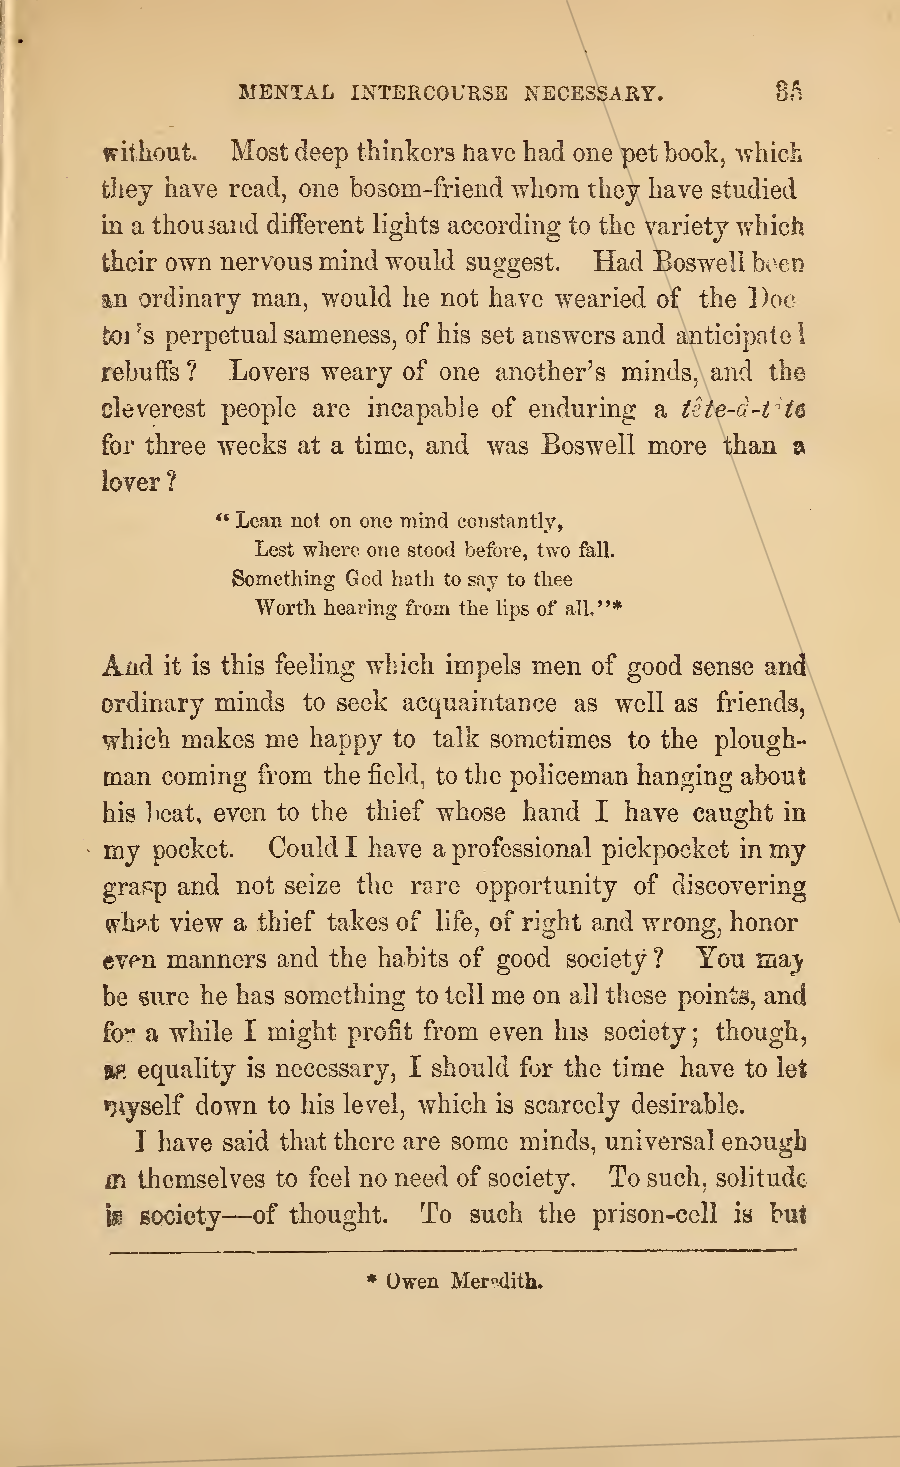 MENTAL INTERCOURSE NECESSARY. 85
without. Most deep thinkers have had one pet book, which
they have read, one bosom-friend whom they have studied
in a thousand different lights according to the variety which
their own nervous mind would suggest. Had Boswell been
an ordinary man, would he not have wearied of the Doc
tor's perpetual sameness, of his set answers and anticipated
rebuffs? Lovers weary of one another's minds, and the
cleverest people are incapable of enduring a tête-à-tête
for three weeks at a time, and was Boswell more than a
lover?
“Lean not on one mind constantly,
Lest where one stood before, two fall.
Something God hath to say to thee
Worth hearing from the lips of all.”*
And it is this feeling which impels men of good sense and
ordinary minds to seek acquaintance as well as friends,
which makes me happy to talk sometimes to the plough-
man coming from the field, to the policeman hanging about
his beat, even to the thief whose hand I have caught in
my pocket. Could I have a professional pickpocket in my
grasp and not seize the rare opportunity of discovering
what view a thief takes of life, of right and wrong, honor
even manners and the habits of good society? You may
be sure he has something to tell me on all these points, and
for a while I might profit from even his society; though,
as equality is necessary, I should for the time have to let
myself down to his level, which is scarcely desirable.
I have said that there are some minds, universal enough
in themselves to feel no need of society. To such, solitude
is society—of thought. To such the prison-cell is but
* Owen Meredith.